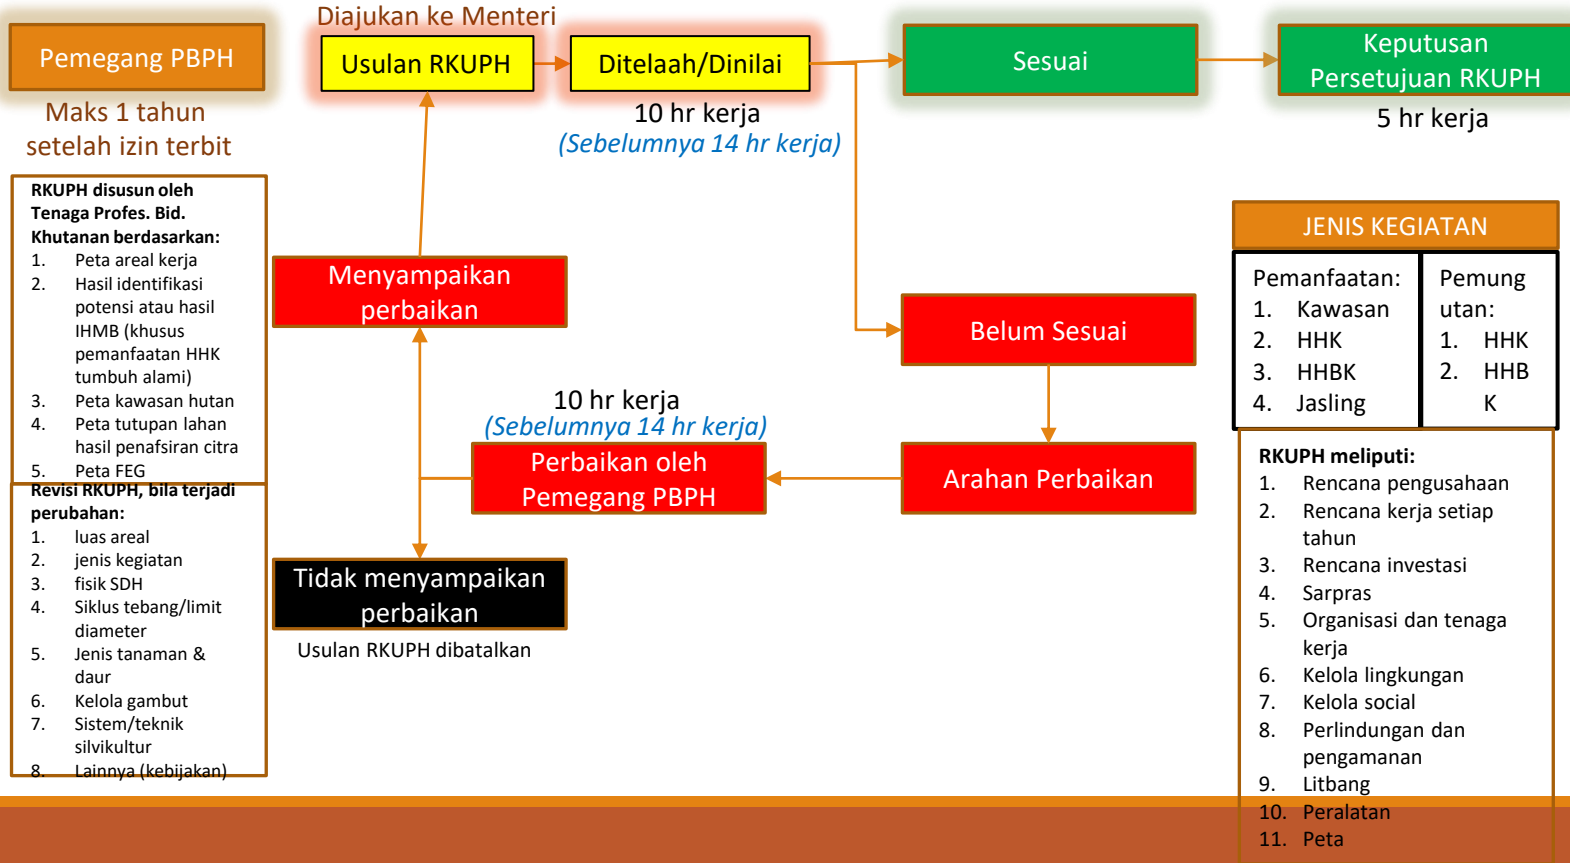 Diajukan ke Menteri
Pemegang PBPH
Usulan RKUPH
Ditelaah/Dinilai
Sesuai
Keputusan
Persetujuan RKUPH
Maks 1 tahun
setelah izin terbit
10 hr kerja
(Sebelumnya 14 hr kerja)
5 hr kerja
RKUPH disusun oleh
Tenaga Profes. Bid.
Khutanan berdasarkan:
1. Peta areal kerja
2. Hasil identifikasi
potensi atau hasil
IHMB (khusus
pemanfaatan HHK
tumbuh alami)
3. Peta kawasan hutan
4. Peta tutupan lahan
hasil penafsiran citra
5. Peta FEG
Revisi RKUPH, bila terjadi
perubahan:
1. luas areal
2. jenis kegiatan
3. fisik SDH
4. Siklus tebang/limit
diameter
5. Jenis tanaman &
daur
6. Kelola gambut
7. Sistem/teknik
silvikultur
8. Lainnya (kebijakan)
Menyampaikan
perbaikan
Belum Sesuai
10 hr kerja
(Sebelumnya 14 hr kerja)
Perbaikan oleh
Pemegang PBPH
Arahan Perbaikan
Tidak menyampaikan
perbaikan
Usulan RKUPH dibatalkan
JENIS KEGIATAN
Pemanfaatan:
1. Kawasan
2. HHK
3. HHBK
4. Jasling
Pemung
utan:
1. HHK
2. HHB
K
RKUPH meliputi:
1. Rencana pengusahaan
2. Rencana kerja setiap
tahun
3. Rencana investasi
4. Sarpras
5. Organisasi dan tenaga
kerja
6. Kelola lingkungan
7. Kelola social
8. Perlindungan dan
pengamanan
9. Litbang
10. Peralatan
11. Peta